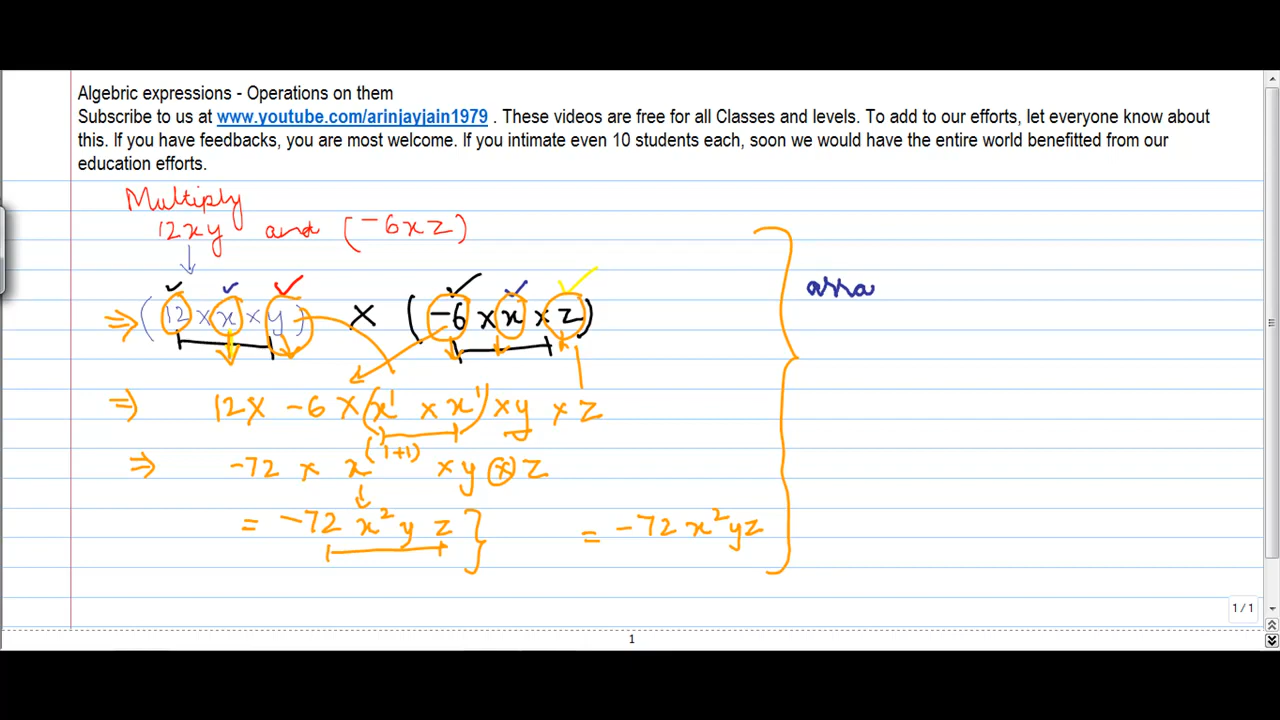 Algebric expressions - Operations on them
Subscribe to us at www.youtube.com/arinjayjain1979 . These videos are free for all Classes and levels. To add to our efforts, let everyone know about
this. If you have feedbacks, you are most welcome. If you intimate even 10 students each, soon we would have the entire world benefitted from our
education efforts.
Multiply
12xy and (-6xz)
⇒ (12 × x × y) × (-6 × x × z)
arra
⇒ 12 × -6 × (x¹ × x¹) × y × z
⇒ -72 × x⁽¹⁺¹⁾ × y × z
= -72 x² y z } = -72 x² yz
1 / 1
1